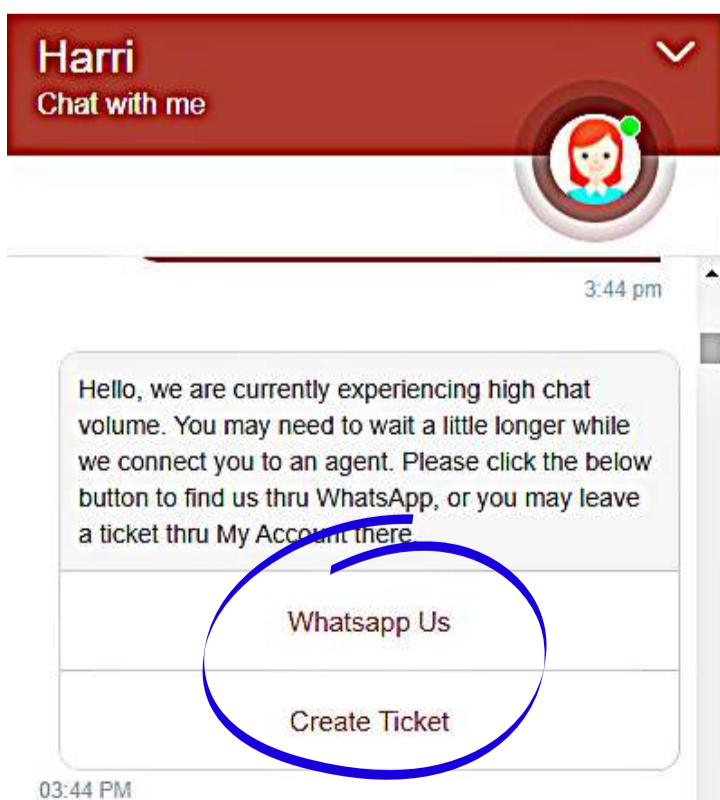 Harri
Chat with me
3:44 pm
Hello, we are currently experiencing high chat
volume. You may need to wait a little longer while
we connect you to an agent. Please click the below
button to find us thru WhatsApp, or you may leave
a ticket thru My Account there.
Whatsapp Us
Create Ticket
03:44 PM